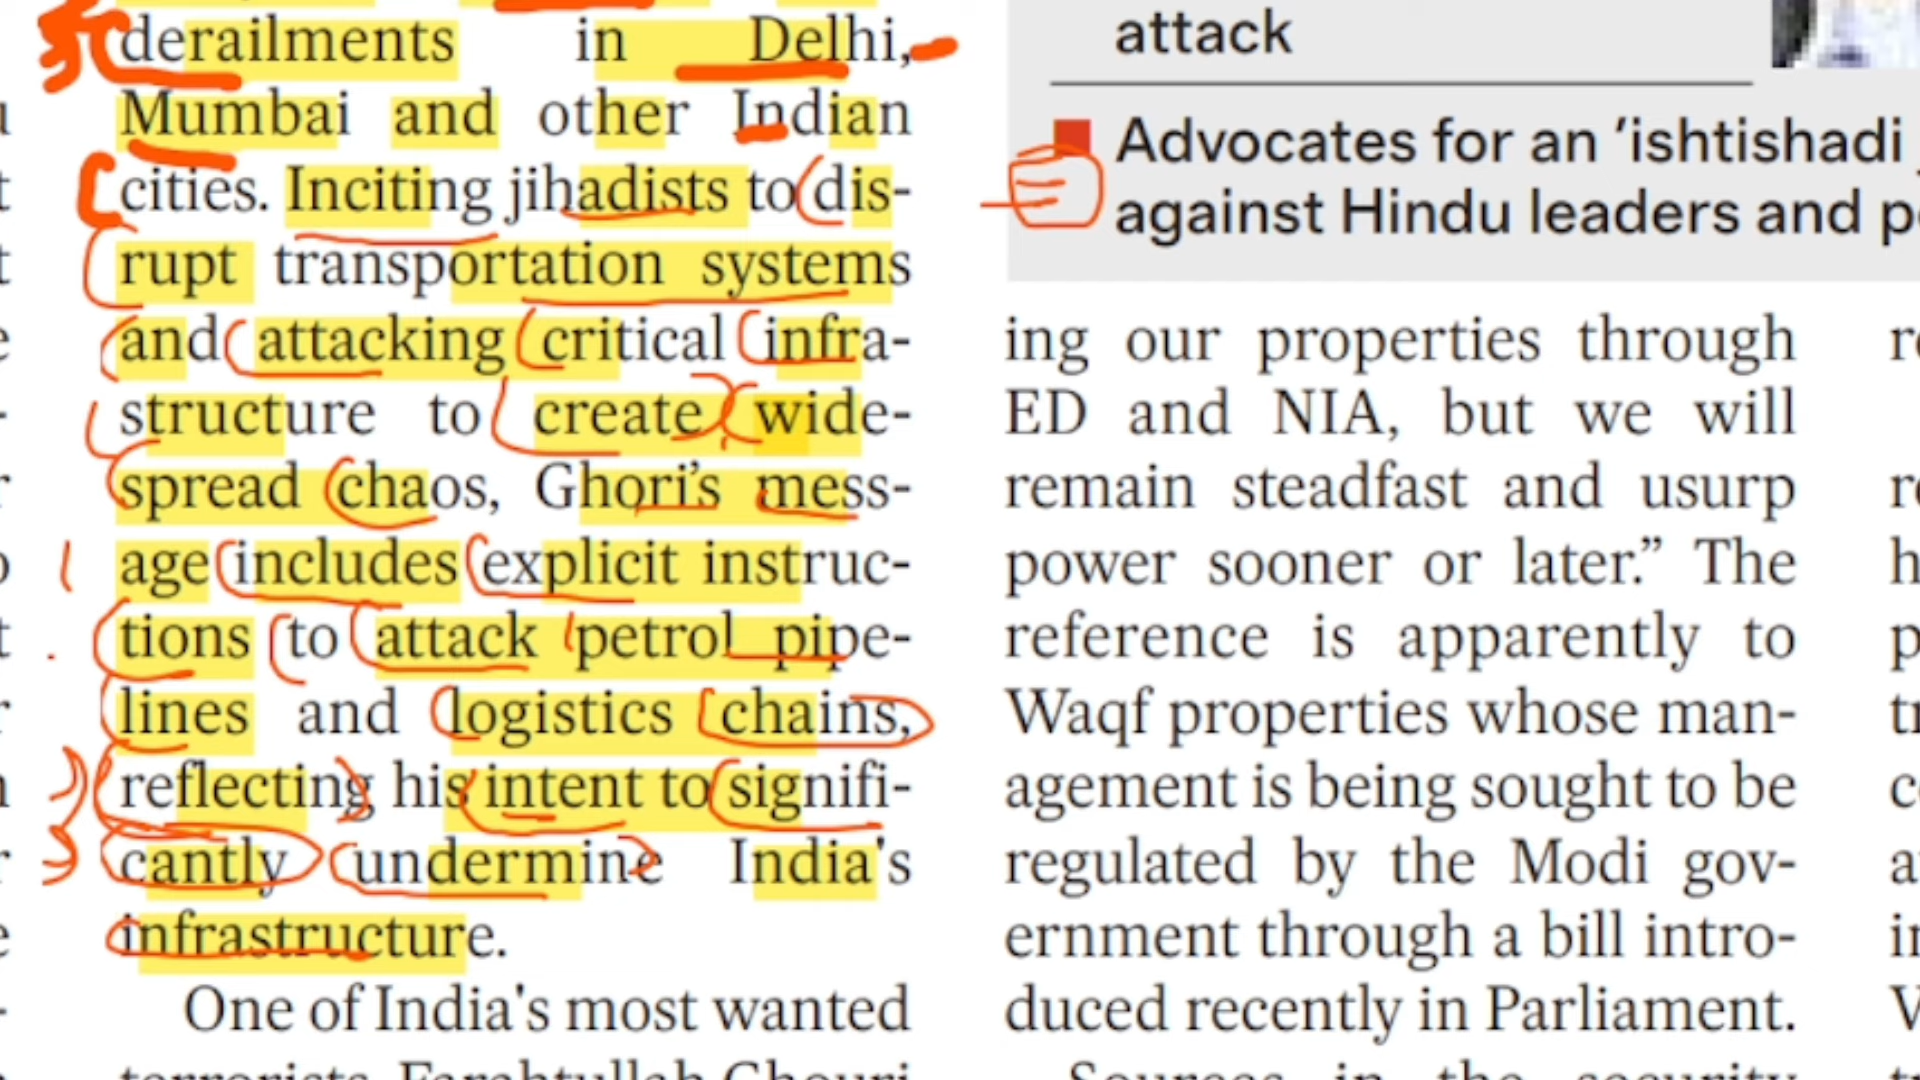 derailments in Delhi,
Mumbai and other Indian
cities. Inciting jihadists to dis-
rupt transportation systems
and attacking critical infra-
structure to create wide-
spread chaos, Ghori’s mess-
age includes explicit instruc-
tions to attack petrol pipe-
lines and logistics chains,
reflecting his intent to signifi-
cantly undermine India's
infrastructure.
One of India's most wanted
attack
Advocates for an ’ishtishadi
against Hindu leaders and
ing our properties through
ED and NIA, but we will
remain steadfast and usurp
power sooner or later.” The
reference is apparently to
Waqf properties whose man-
agement is being sought to be
regulated by the Modi gov-
ernment through a bill intro-
duced recently in Parliament.